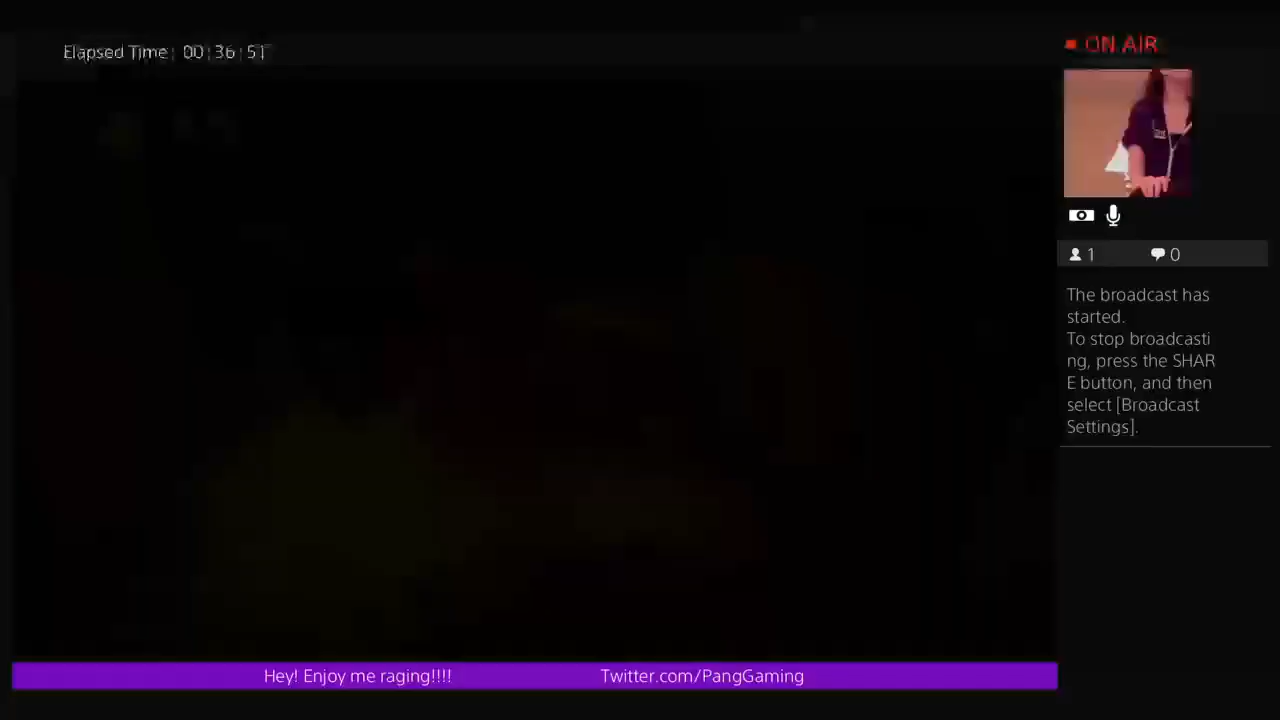 Elapsed Time: 00:36:51
ON AIR
1
0
The broadcast has
started.
To stop broadcasti
ng, press the SHAR
E button, and then
select [Broadcast
Settings].
Hey! Enjoy me raging!!!!
Twitter.com/PangGaming